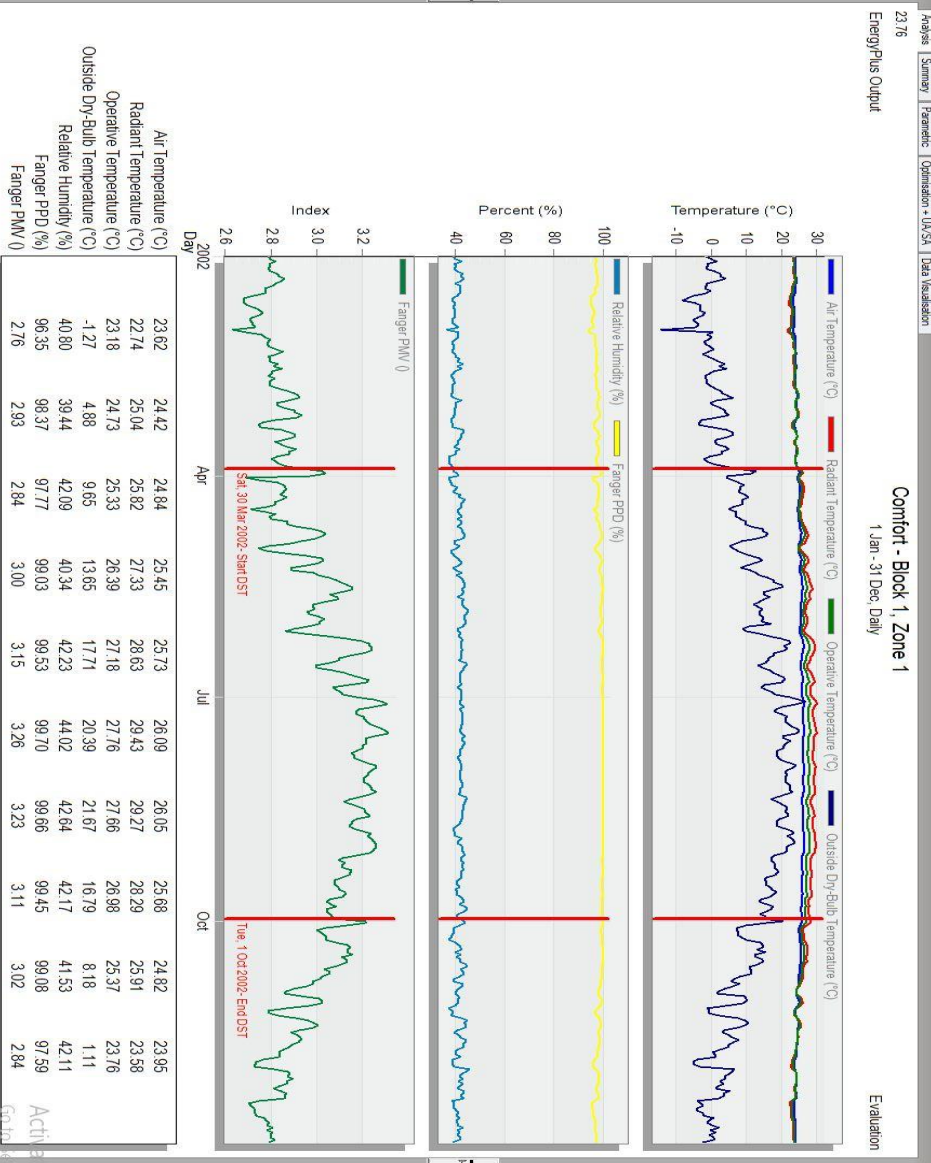 Analysis | Summary | Parametric | Optimisation + UA/SA | Data Visualisation
23.76
Comfort - Block 1, Zone 1
EnergyPlus Output
1 Jan - 31 Dec, Daily
Evaluation
Air Temperature (°C)
Radiant Temperature (°C)
Operative Temperature (°C)
Outside Dry-Bulb Temperature (°C)
Temperature (°C)
30
20
10
0
-10
Relative Humidity (%)
Fanger PPD (%)
Percent (%)
100
80
60
40
Fanger PMV ()
Index
3.2
3.0
2.8
2.6
Sat, 30 Mar 2002- Start DST
Tue, 1 Oct 2002- End DST
2002
Apr
Jul
Oct
Day
Air Temperature (°C) 23.62 24.42 24.84 25.45 25.73 26.09 26.05 25.68 24.82 23.95
Radiant Temperature (°C) 22.74 25.04 25.82 27.33 28.63 29.43 29.27 28.29 25.91 23.58
Operative Temperature (°C) 23.18 24.73 25.33 26.39 27.18 27.76 27.66 26.98 25.37 23.76
Outside Dry-Bulb Temperature (°C) -1.27 4.88 9.65 13.65 17.71 20.39 21.67 16.79 8.18 1.11
Relative Humidity (%) 40.80 39.44 42.09 40.34 42.23 44.02 42.64 42.17 41.53 42.11
Fanger PPD (%) 96.35 98.37 97.77 99.03 99.53 99.70 99.66 99.45 99.08 97.59
Fanger PMV () 2.76 2.93 2.84 3.00 3.15 3.26 3.23 3.11 3.02 2.84
Activa
Go to Se